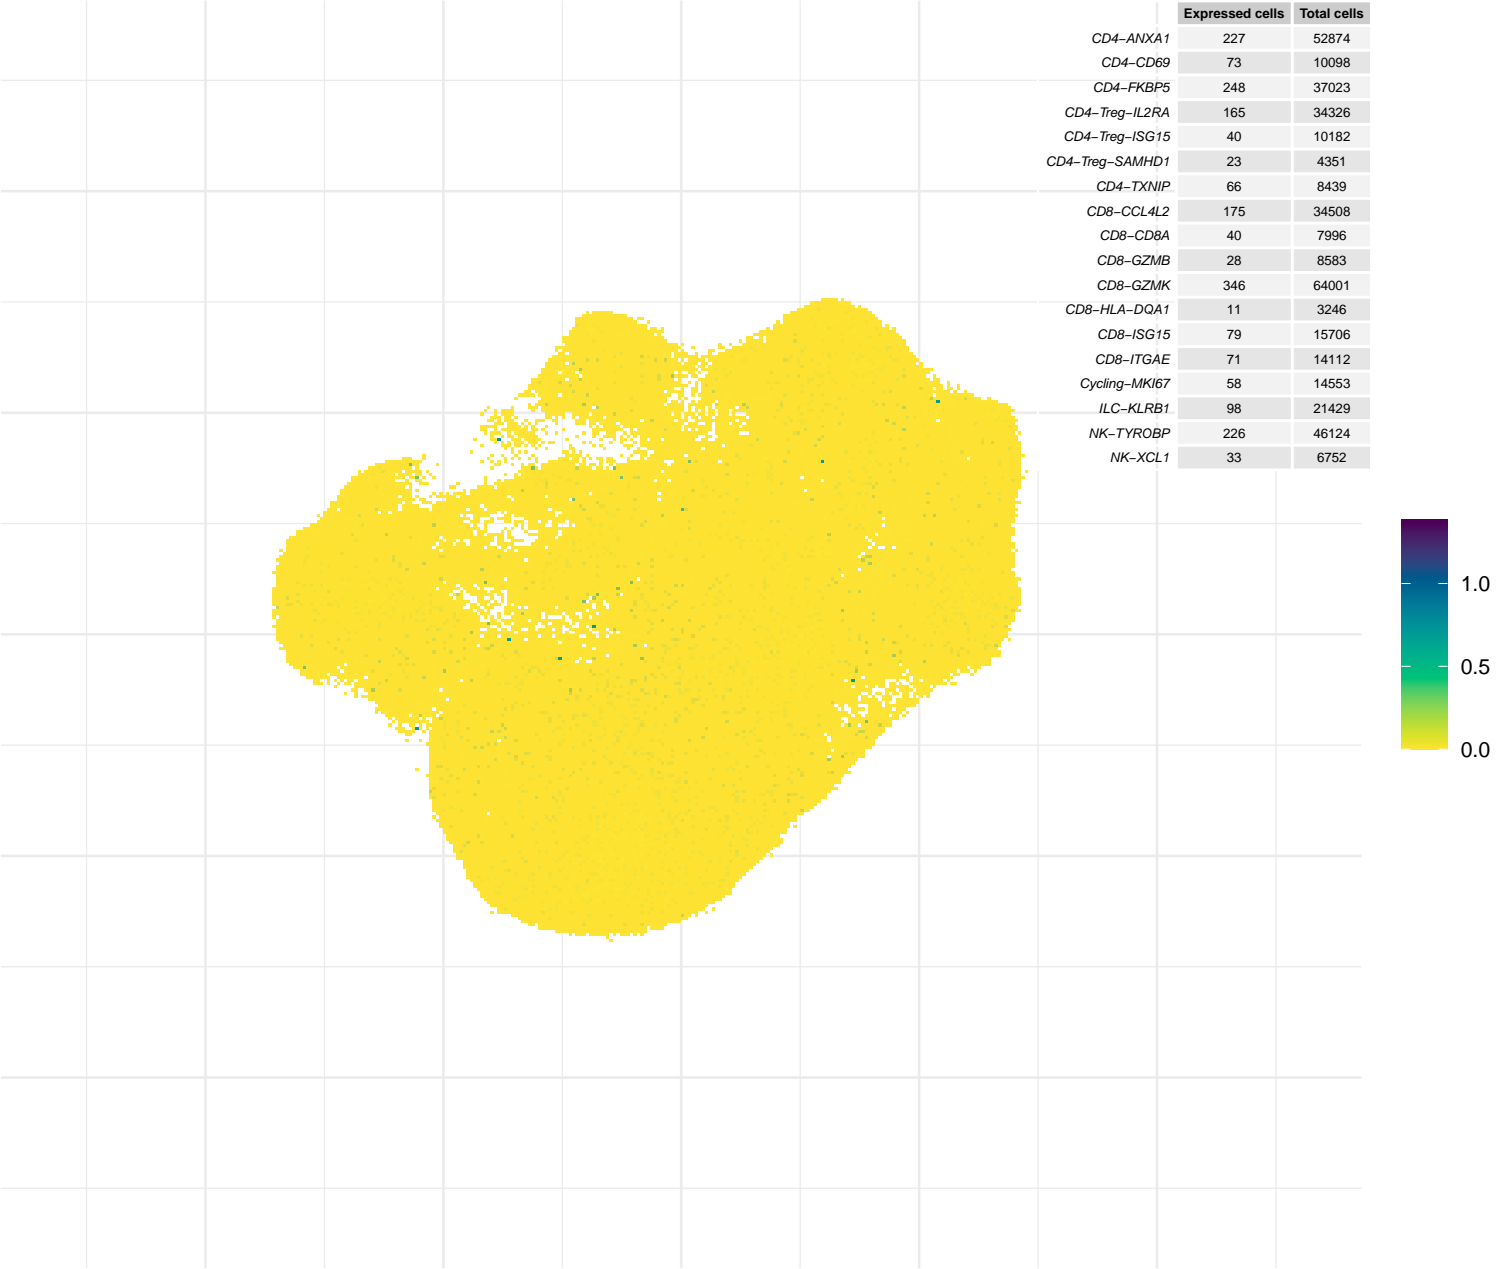 Expressed cells Total cells
CD4−ANXA1 227 52874
CD4−CD69 73 10098
CD4−FKBP5 248 37023
CD4−Treg−IL2RA 165 34326
CD4−Treg−ISG15 40 10182
CD4−Treg−SAMHD1 23 4351
CD4−TXNIP 66 8439
CD8−CCL4L2 175 34508
CD8−CD8A 40 7996
CD8−GZMB 28 8583
CD8−GZMK 346 64001
CD8−HLA−DQA1 11 3246
CD8−ISG15 79 15706
CD8−ITGAE 71 14112
Cycling−MKI67 58 14553
ILC−KLRB1 98 21429
NK−TYROBP 226 46124
NK−XCL1 33 6752
1.0
0.5
0.0